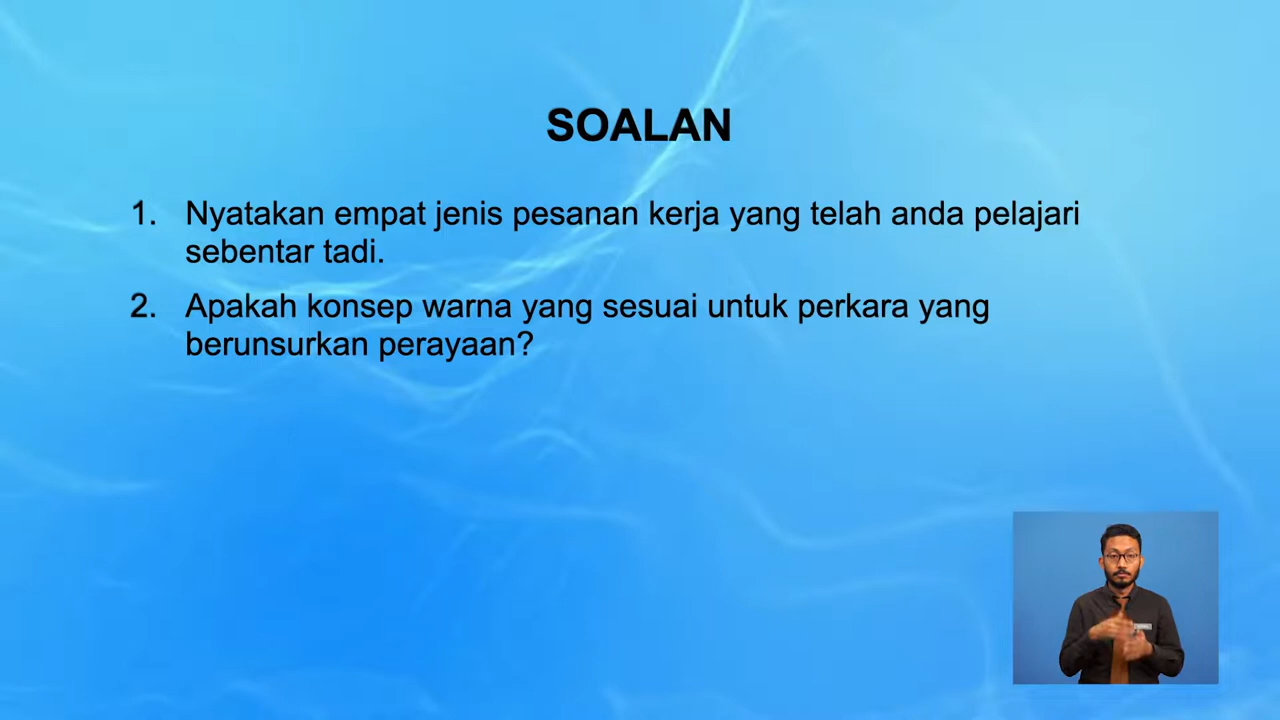 SOALAN
1. Nyatakan empat jenis pesanan kerja yang telah anda pelajari
sebentar tadi.
2. Apakah konsep warna yang sesuai untuk perkara yang
berunsurkan perayaan?